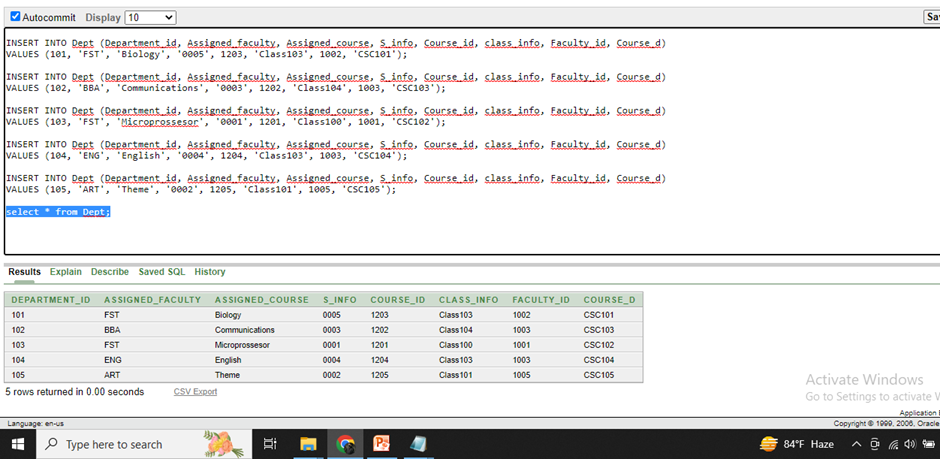 Autocommit Display 10 Sa
INSERT INTO Dept (Department_id, Assigned_faculty, Assigned_course, S_info, Course_id, class_info, Faculty_id, Course_d)
VALUES (101, 'FST', 'Biology', '0005', 1203, 'Class103', 1002, 'CSC101');
INSERT INTO Dept (Department_id, Assigned_faculty, Assigned_course, S_info, Course_id, class_info, Faculty_id, Course_d)
VALUES (102, 'BBA', 'Communications', '0003', 1202, 'Class104', 1003, 'CSC103');
INSERT INTO Dept (Department_id, Assigned_faculty, Assigned_course, S_info, Course_id, class_info, Faculty_id, Course_d)
VALUES (103, 'FST', 'Microprossesor', '0001', 1201, 'Class100', 1001, 'CSC102');
INSERT INTO Dept (Department_id, Assigned_faculty, Assigned_course, S_info, Course_id, class_info, Faculty_id, Course_d)
VALUES (104, 'ENG', 'English', '0004', 1204, 'Class103', 1003, 'CSC104');
INSERT INTO Dept (Department_id, Assigned_faculty, Assigned_course, S_info, Course_id, class_info, Faculty_id, Course_d)
VALUES (105, 'ART', 'Theme', '0002', 1205, 'Class101', 1005, 'CSC105');
select * from Dept;
Results Explain Describe Saved SQL History
DEPARTMENT_ID ASSIGNED_FACULTY ASSIGNED_COURSE S_INFO COURSE_ID CLASS_INFO FACULTY_ID COURSE_D
101 FST Biology 0005 1203 Class103 1002 CSC101
102 BBA Communications 0003 1202 Class104 1003 CSC103
103 FST Microprossesor 0001 1201 Class100 1001 CSC102
104 ENG English 0004 1204 Class103 1003 CSC104
105 ART Theme 0002 1205 Class101 1005 CSC105
5 rows returned in 0.00 seconds CSV Export
Activate Windows
Go to Settings to activate
Application
Language: en-us Copyright © 1999, 2006, Oracle
Type here to search 84°F Haze